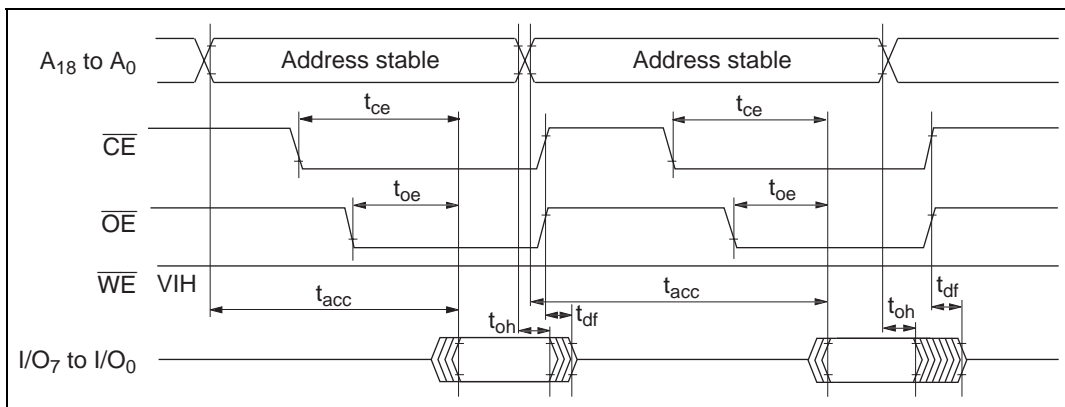 A18 to A0 Address stable Address stable
tce tce
CE
toe toe
OE
WE VIH
tacc tacc
toh tdf toh tdf
I/O7 to I/O0